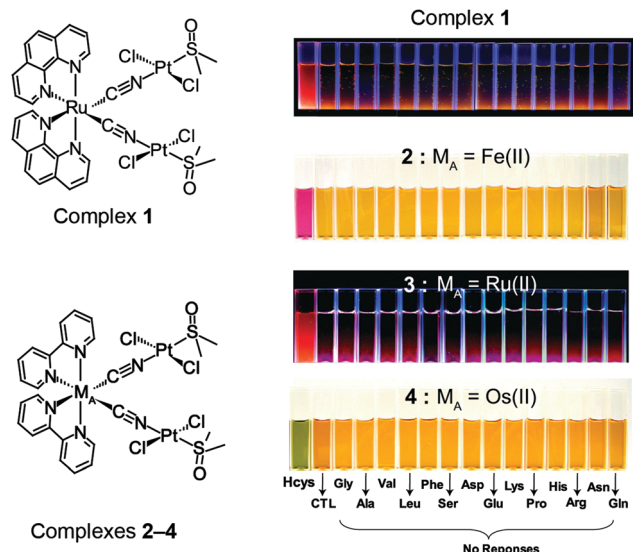 Complex 1
Cl
O
S
Pt
N
C
Cl
N
N
Ru
N
N
C
N
Cl
Cl
Pt
S
O
Complex 1
2 : MA = Fe(II)
3 : MA = Ru(II)
Cl
O
S
Pt
N
C
Cl
N
N
MA
N
N
C
N
Cl
Cl
Pt
S
O
4 : MA = Os(II)
Hcys Gly Val Phe Asp Lys His Asn
CTL Ala Leu Ser Glu Pro Arg Gln
Complexes 2–4
No Reponses